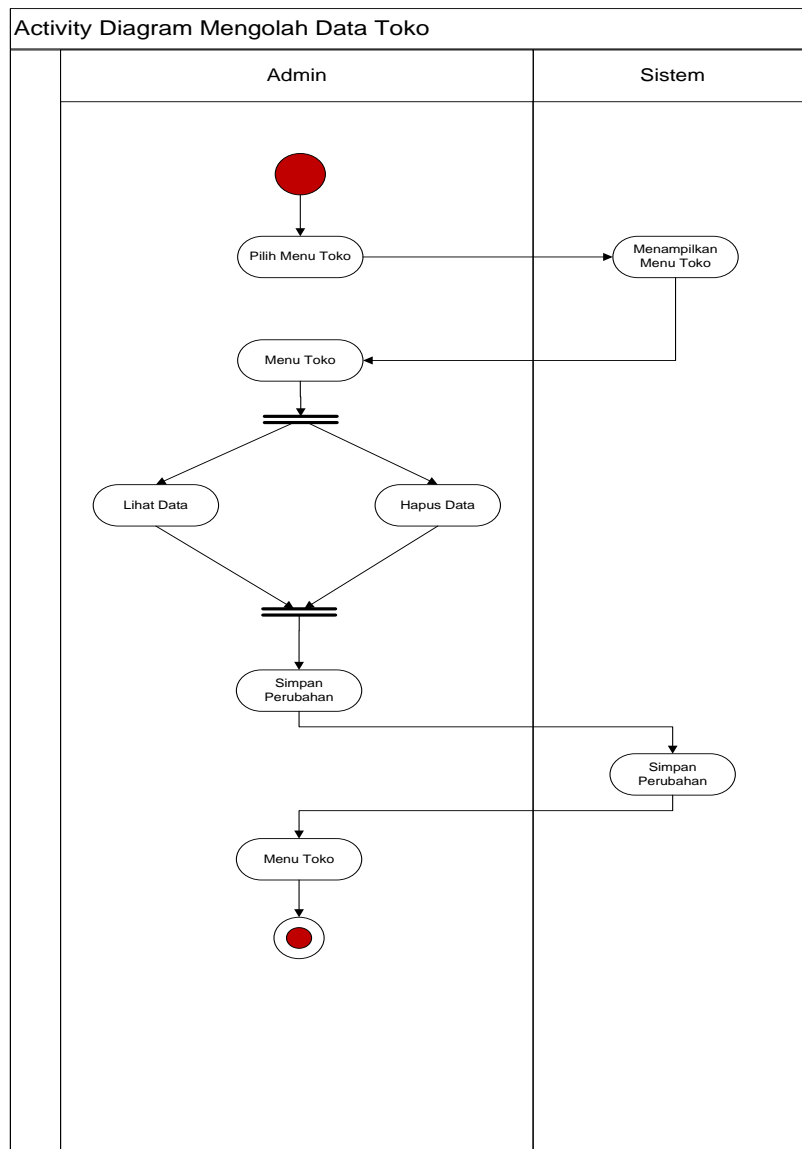 Activity Diagram Mengolah Data Toko
Admin
Sistem
Pilih Menu Toko
Menampilkan
Menu Toko
Menu Toko
Lihat Data
Hapus Data
Simpan
Perubahan
Simpan
Perubahan
Menu Toko